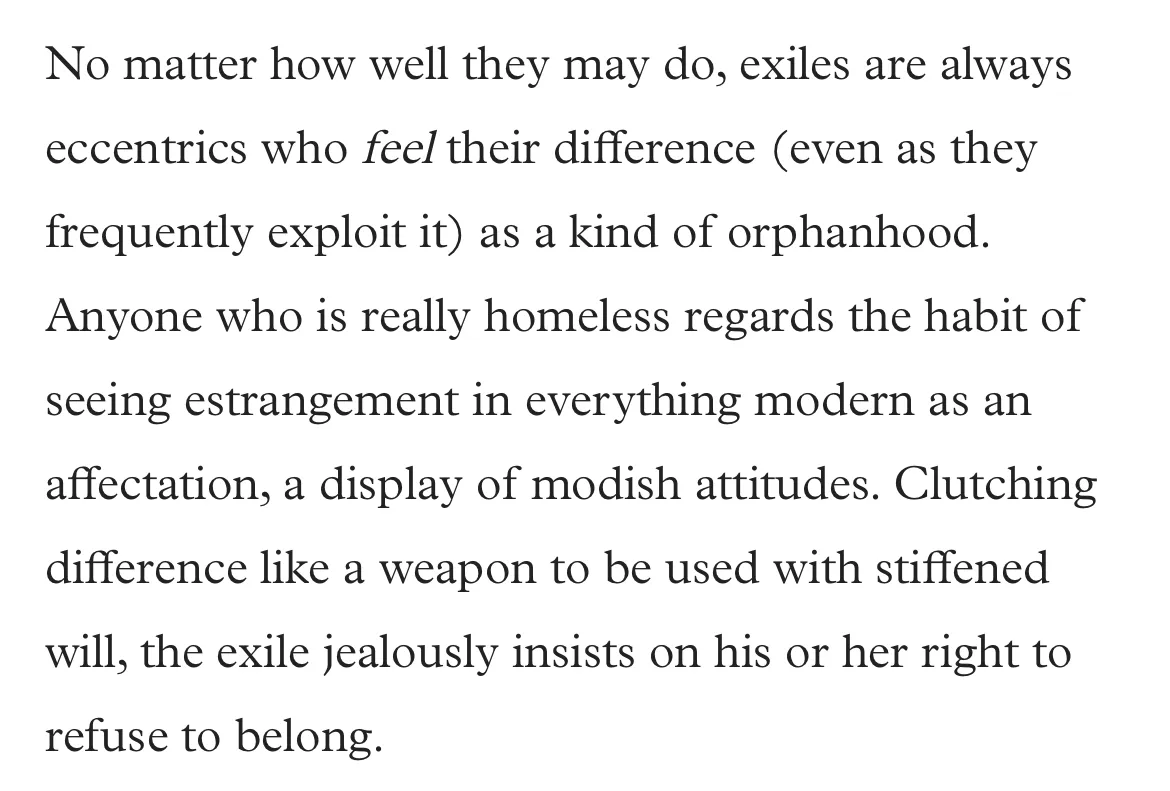 No matter how well they may do, exiles are always
eccentrics who feel their difference (even as they
frequently exploit it) as a kind of orphanhood.
Anyone who is really homeless regards the habit of
seeing estrangement in everything modern as an
affectation, a display of modish attitudes. Clutching
difference like a weapon to be used with stiffened
will, the exile jealously insists on his or her right to
refuse to belong.